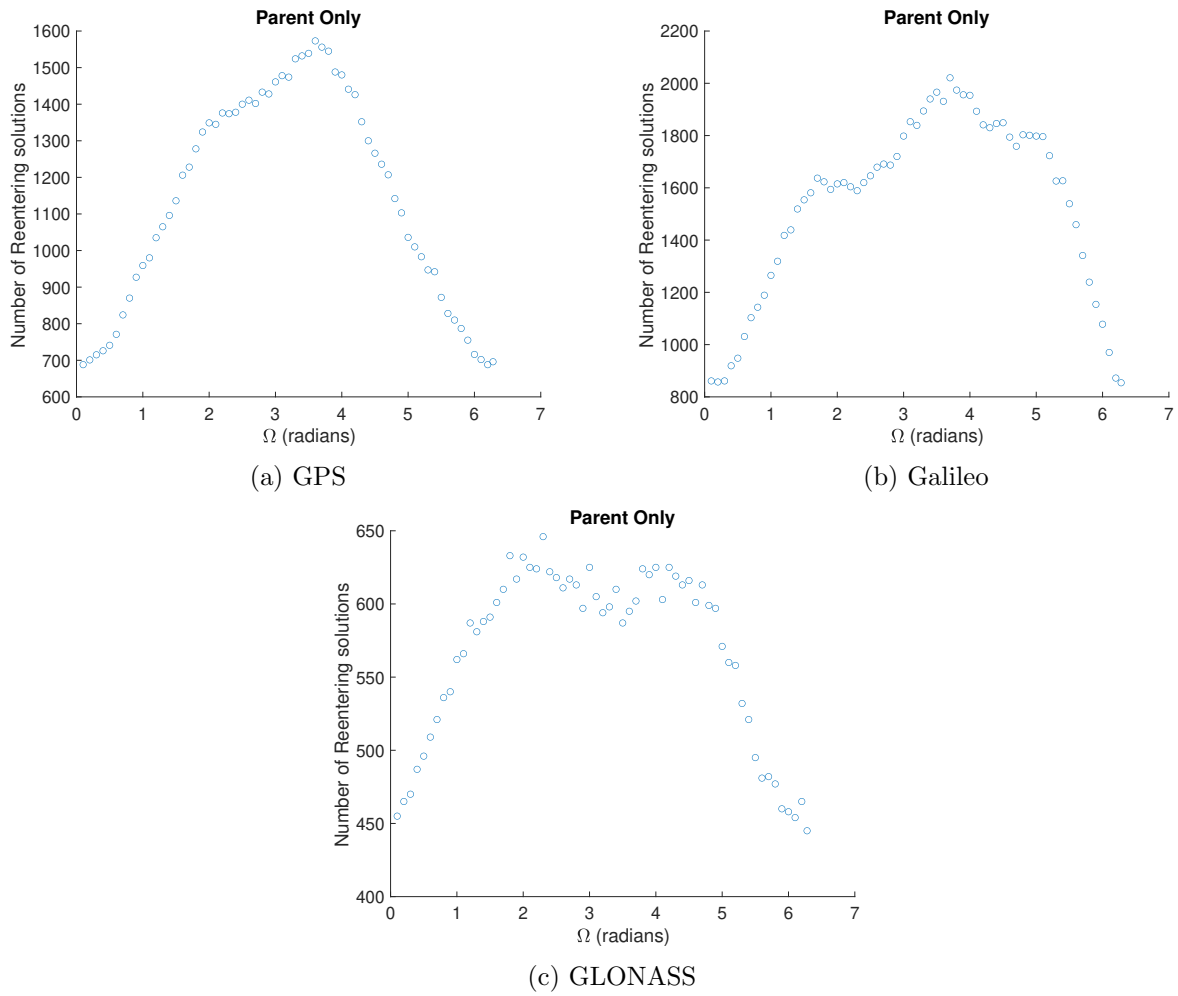 Parent Only
Number of Reentering solutions
1600
1500
1400
1300
1200
1100
1000
900
800
700
600
0 1 2 3 4 5 6 7
Ω (radians)
(a) GPS
Parent Only
Number of Reentering solutions
2200
2000
1800
1600
1400
1200
1000
800
0 1 2 3 4 5 6 7
Ω (radians)
(b) Galileo
Parent Only
Number of Reentering solutions
650
600
550
500
450
400
0 1 2 3 4 5 6 7
Ω (radians)
(c) GLONASS